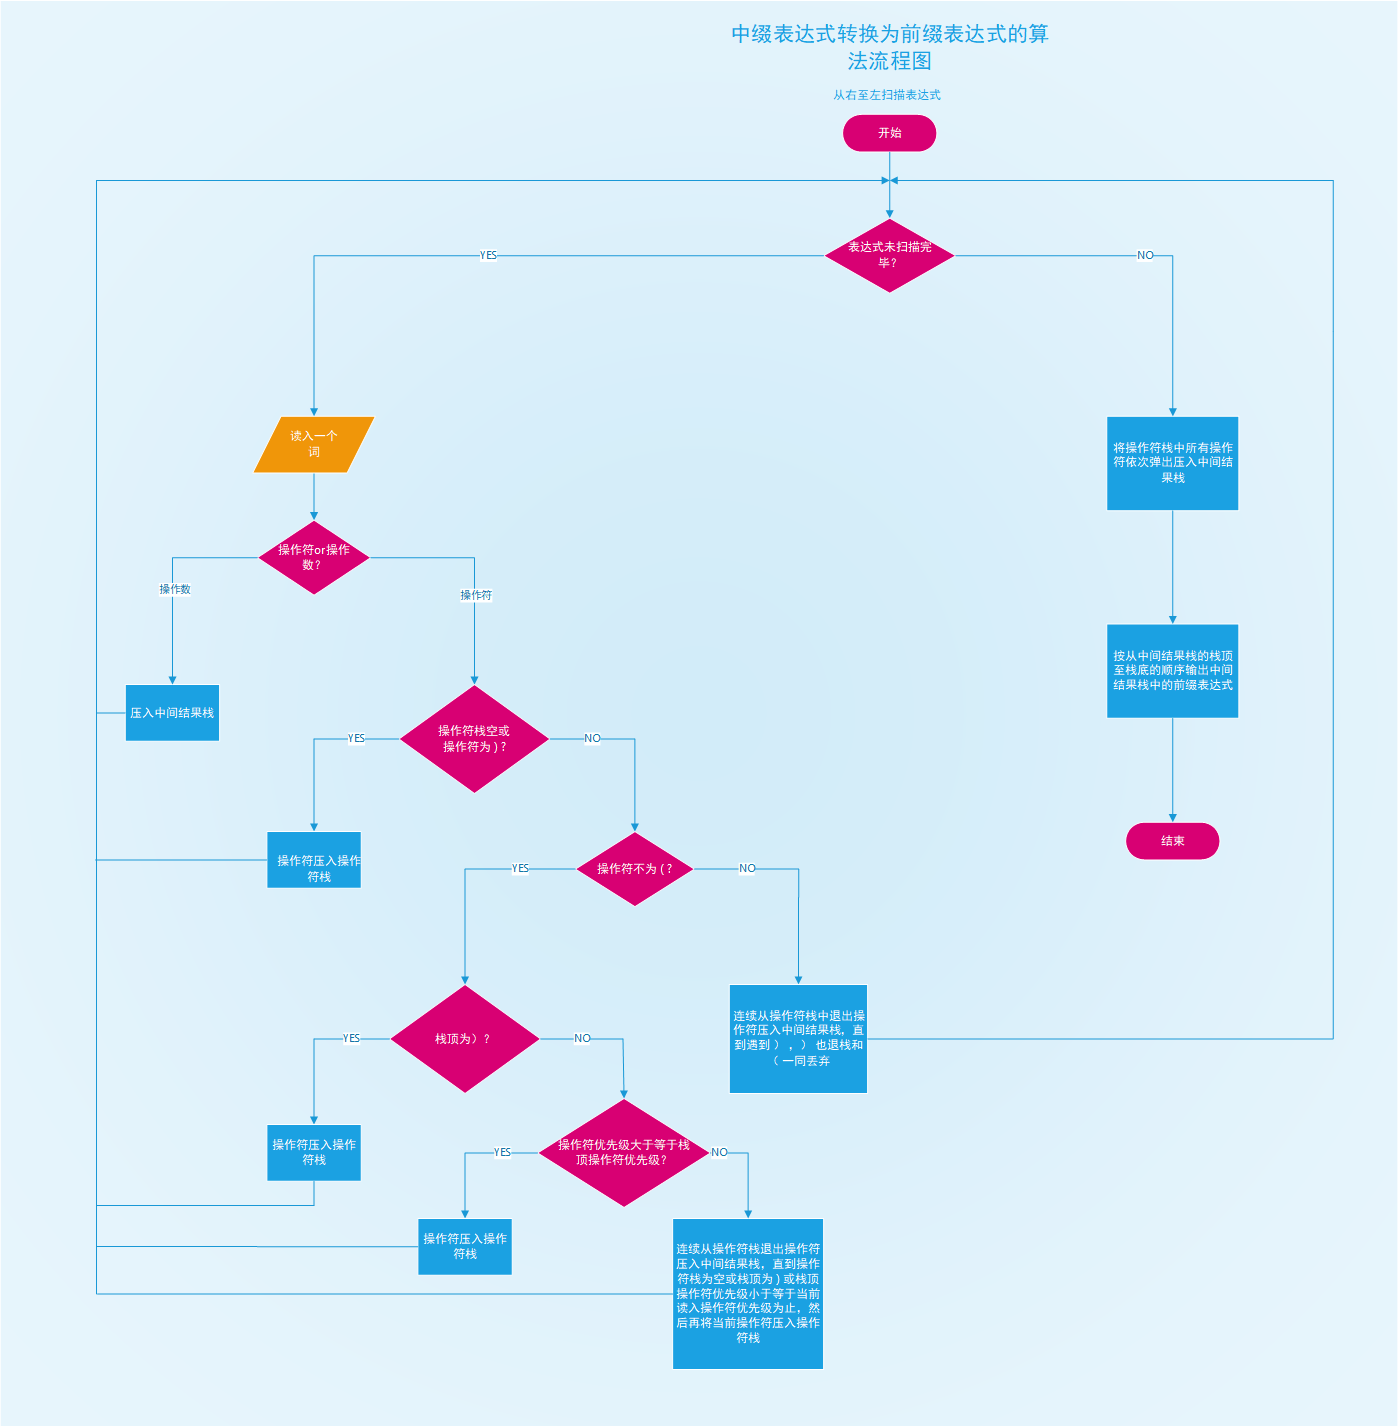 中缀表达式转换为前缀表达式的算
法流程图
从右至左扫描表达式
开始
表达式未扫描完
毕？
YES
NO
读入一个
词
将操作符栈中所有操作
符依次弹出压入中间结
果栈
操作符or操作
数？
操作数
操作符
按从中间结果栈的栈顶
至栈底的顺序输出中间
结果栈中的前缀表达式
压入中间结果栈
操作符栈空或
操作符为 ) ?
YES
NO
结束
操作符压入操作
符栈
操作符不为 ( ?
YES
NO
连续从操作符栈中退出操
作符压入中间结果栈，直
到遇到 ），） 也退栈和
（ 一同丢弃
栈顶为）?
YES
NO
操作符压入操作
符栈
操作符优先级大于等于栈
顶操作符优先级？
YES
NO
操作符压入操作
符栈
连续从操作符栈退出操作符
压入中间结果栈，直到操作
符栈为空或栈顶为 ) 或栈顶
操作符优先级小于等于当前
读入操作符优先级为止，然
后再将当前操作符压入操作
符栈